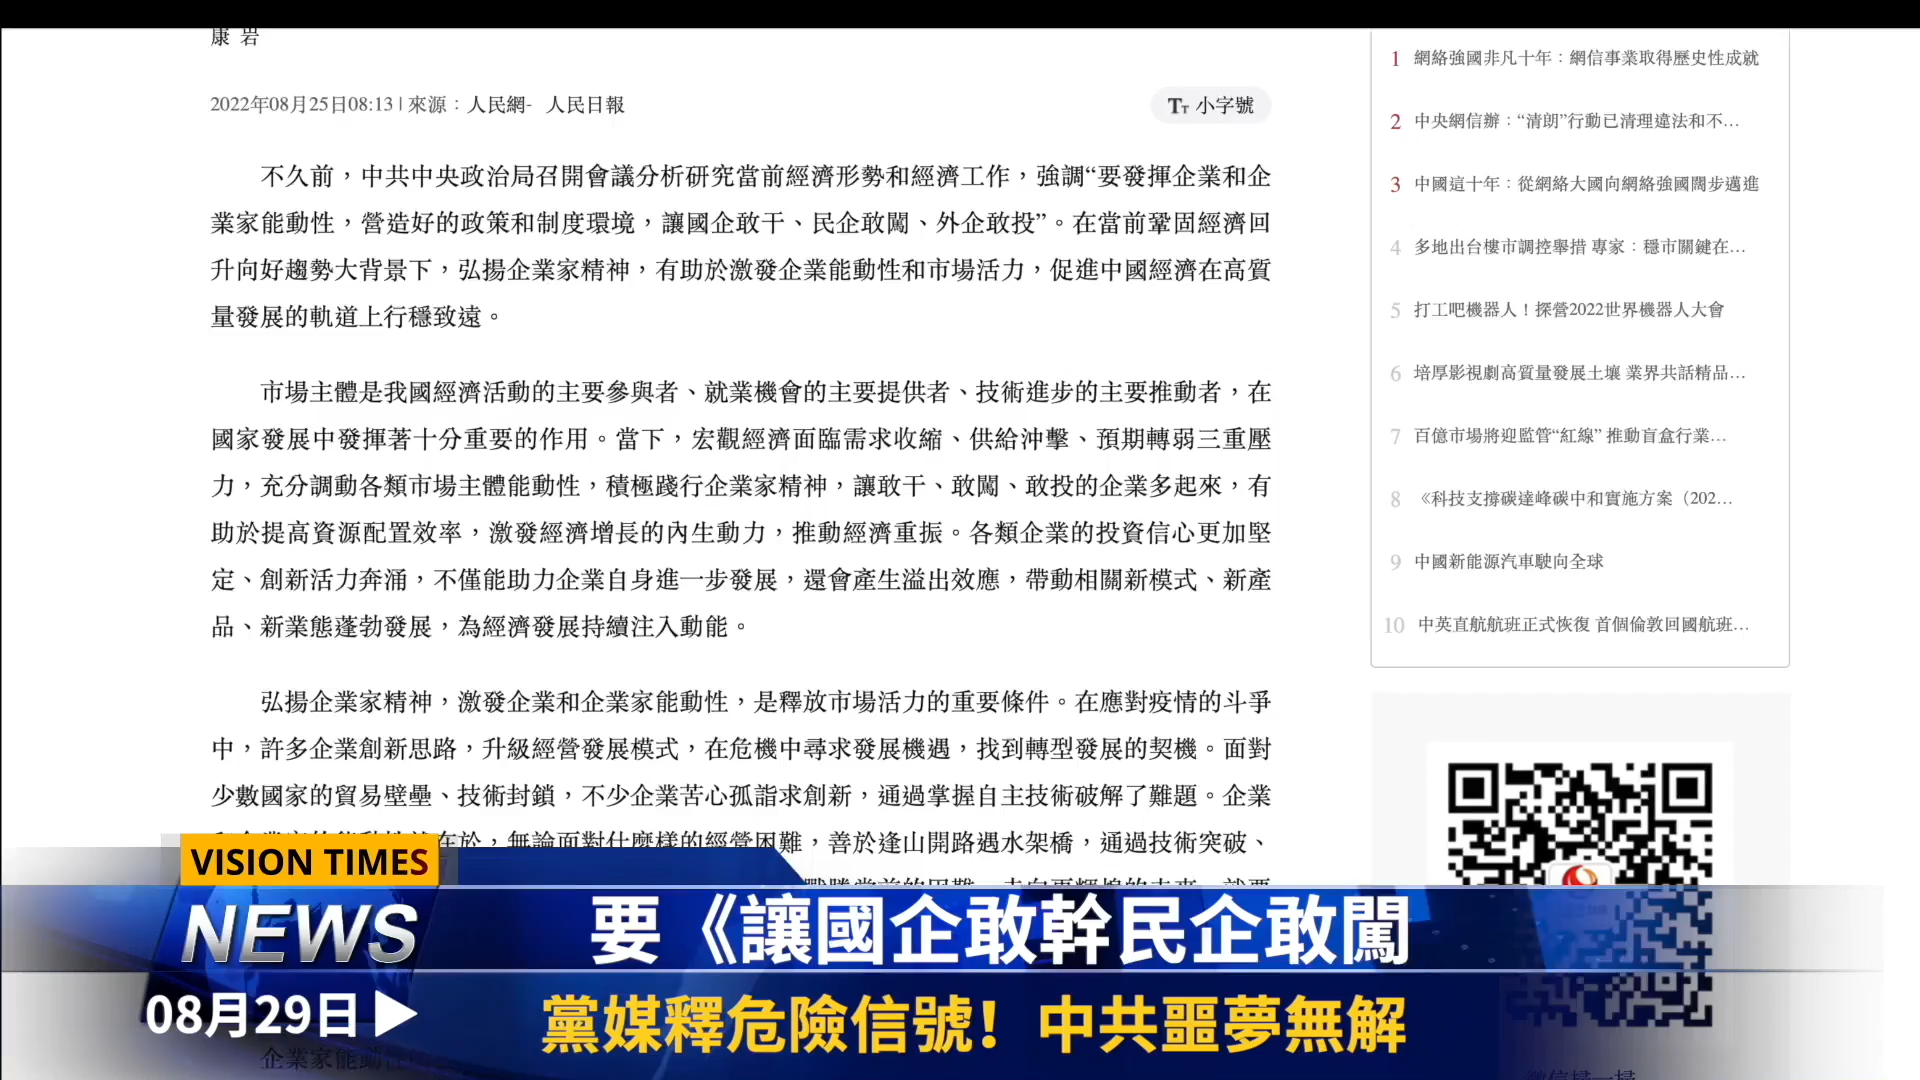 康 岩
2022年08月25日08:13 | 來源：人民網- 人民日報
TT 小字號
不久前，中共中央政治局召開會議分析研究當前經濟形勢和經濟工作，強調“要發揮企業和企
業家能動性，營造好的政策和制度環境，讓國企敢干、民企敢闖、外企敢投”。在當前鞏固經濟回
升向好趨勢大背景下，弘揚企業家精神，有助於激發企業能動性和市場活力，促進中國經濟在高質
量發展的軌道上行穩致遠。
市場主體是我國經濟活動的主要參與者、就業機會的主要提供者、技術進步的主要推動者，在
國家發展中發揮著十分重要的作用。當下，宏觀經濟面臨需求收縮、供給沖擊、預期轉弱三重壓
力，充分調動各類市場主體能動性，積極踐行企業家精神，讓敢干、敢闖、敢投的企業多起來，有
助於提高資源配置效率，激發經濟增長的內生動力，推動經濟重振。各類企業的投資信心更加堅
定、創新活力奔涌，不僅能助力企業自身進一步發展，還會產生溢出效應，帶動相關新模式、新產
品、新業態蓬勃發展，為經濟發展持續注入動能。
弘揚企業家精神，激發企業和企業家能動性，是釋放市場活力的重要條件。在應對疫情的斗爭
中，許多企業創新思路，升級經營發展模式，在危機中尋求發展機遇，找到轉型發展的契機。面對
少數國家的貿易壁壘、技術封鎖，不少企業苦心孤詣求創新，通過掌握自主技術破解了難題。企業
在於，無論面對什麼樣的經營困難，善於逢山開路遇水架橋，通過技術突破、
企業家能動
1 網絡強國非凡十年：網信事業取得歷史性成就
2 中央網信辦：“清朗”行動已清理違法和不…
3 中國這十年：從網絡大國向網絡強國闊步邁進
4 多地出台樓市調控舉措 專家：穩市關鍵在…
5 打工吧機器人！探營2022世界機器人大會
6 培厚影視劇高質量發展土壤 業界共話精品…
7 百億市場將迎監管“紅線” 推動盲盒行業…
8 《科技支撐碳達峰碳中和實施方案（202…
9 中國新能源汽車駛向全球
10 中英直航航班正式恢復 首個倫敦回國航班…
VISION TIMES
NEWS
要《讓國企敢幹民企敢闖
08月29日
黨媒釋危險信號！中共噩夢無解